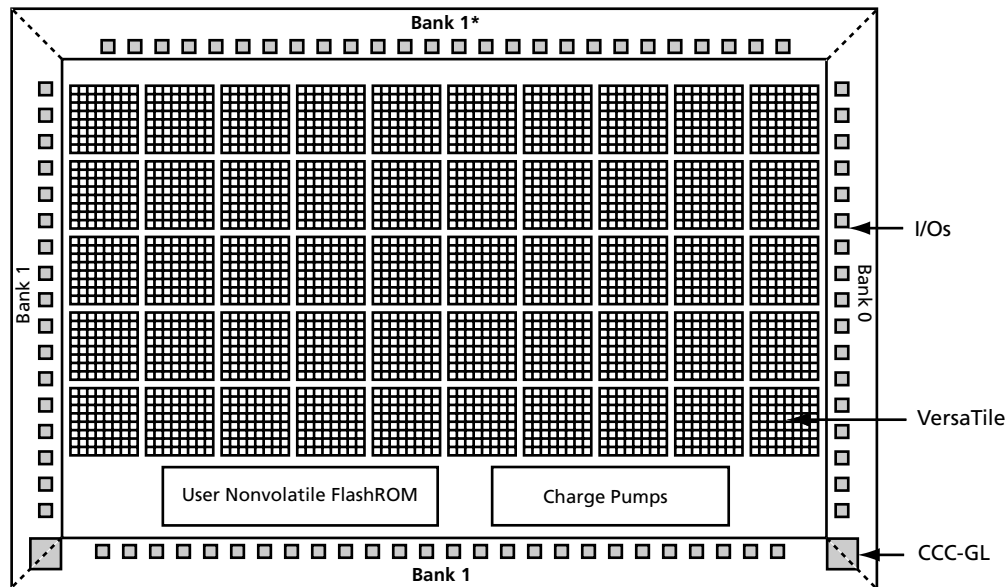 Bank 1*
I/Os
Bank 1
Bank 0
VersaTile
User Nonvolatile FlashROM
Charge Pumps
CCC-GL
Bank 1